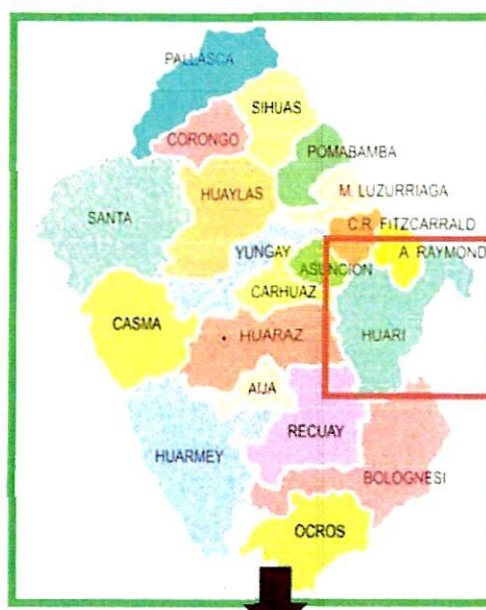 PALLASCA
SIHUAS
CORONGO
POMABAMBA
HUAYLAS
M. LUZURRIAGA
SANTA
C.R. FITZCARRALD
YUNGAY
A. RAYMOND
ASUNCION
CARHUAZ
CASMA
HUARAZ
HUARI
AIJA
RECUAY
HUARMEY
BOLOGNESI
OCROS